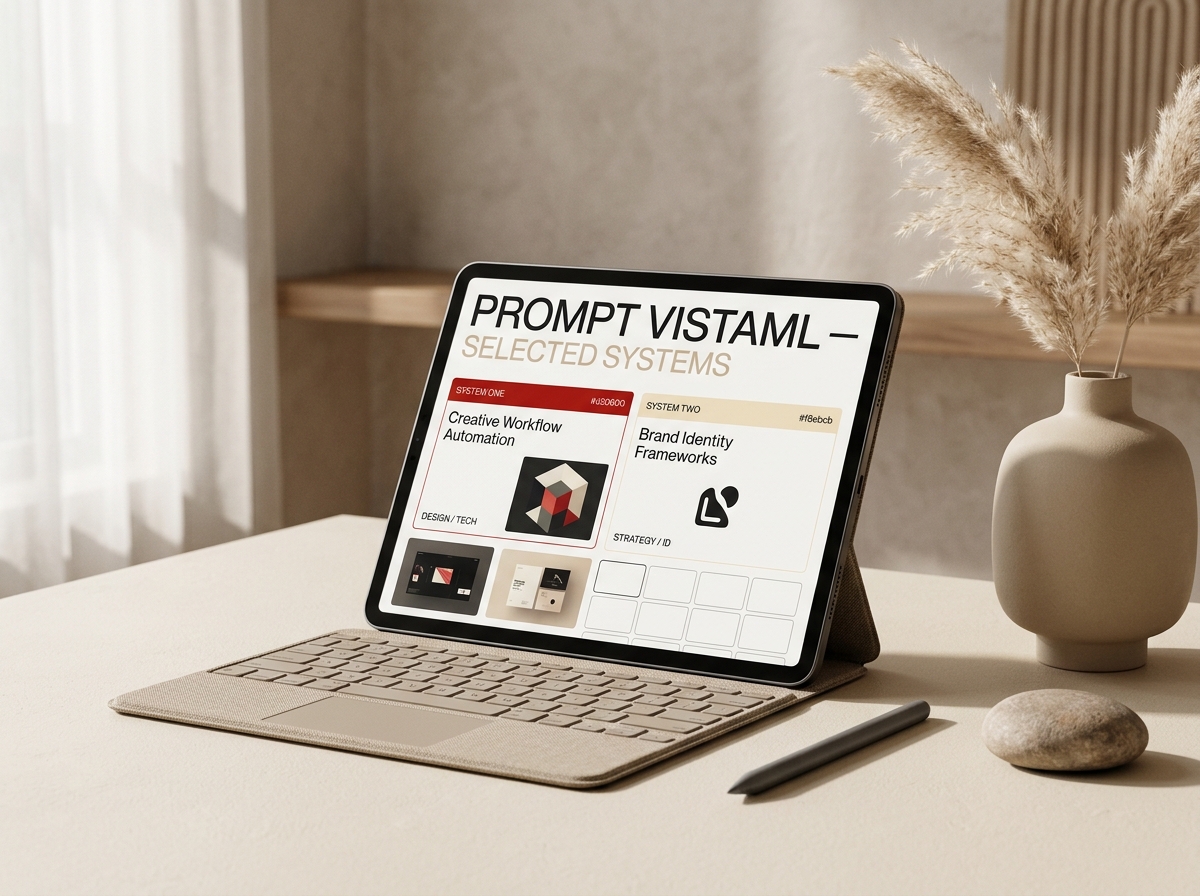 PROMPT VISTAML —
SELECTED SYSTEMS
SYSTEM ONE
#d80600
Creative Workflow
Automation
DESIGN / TECH
SYSTEM TWO
#f8ebcb
Brand Identity
Frameworks
STRATEGY / ID